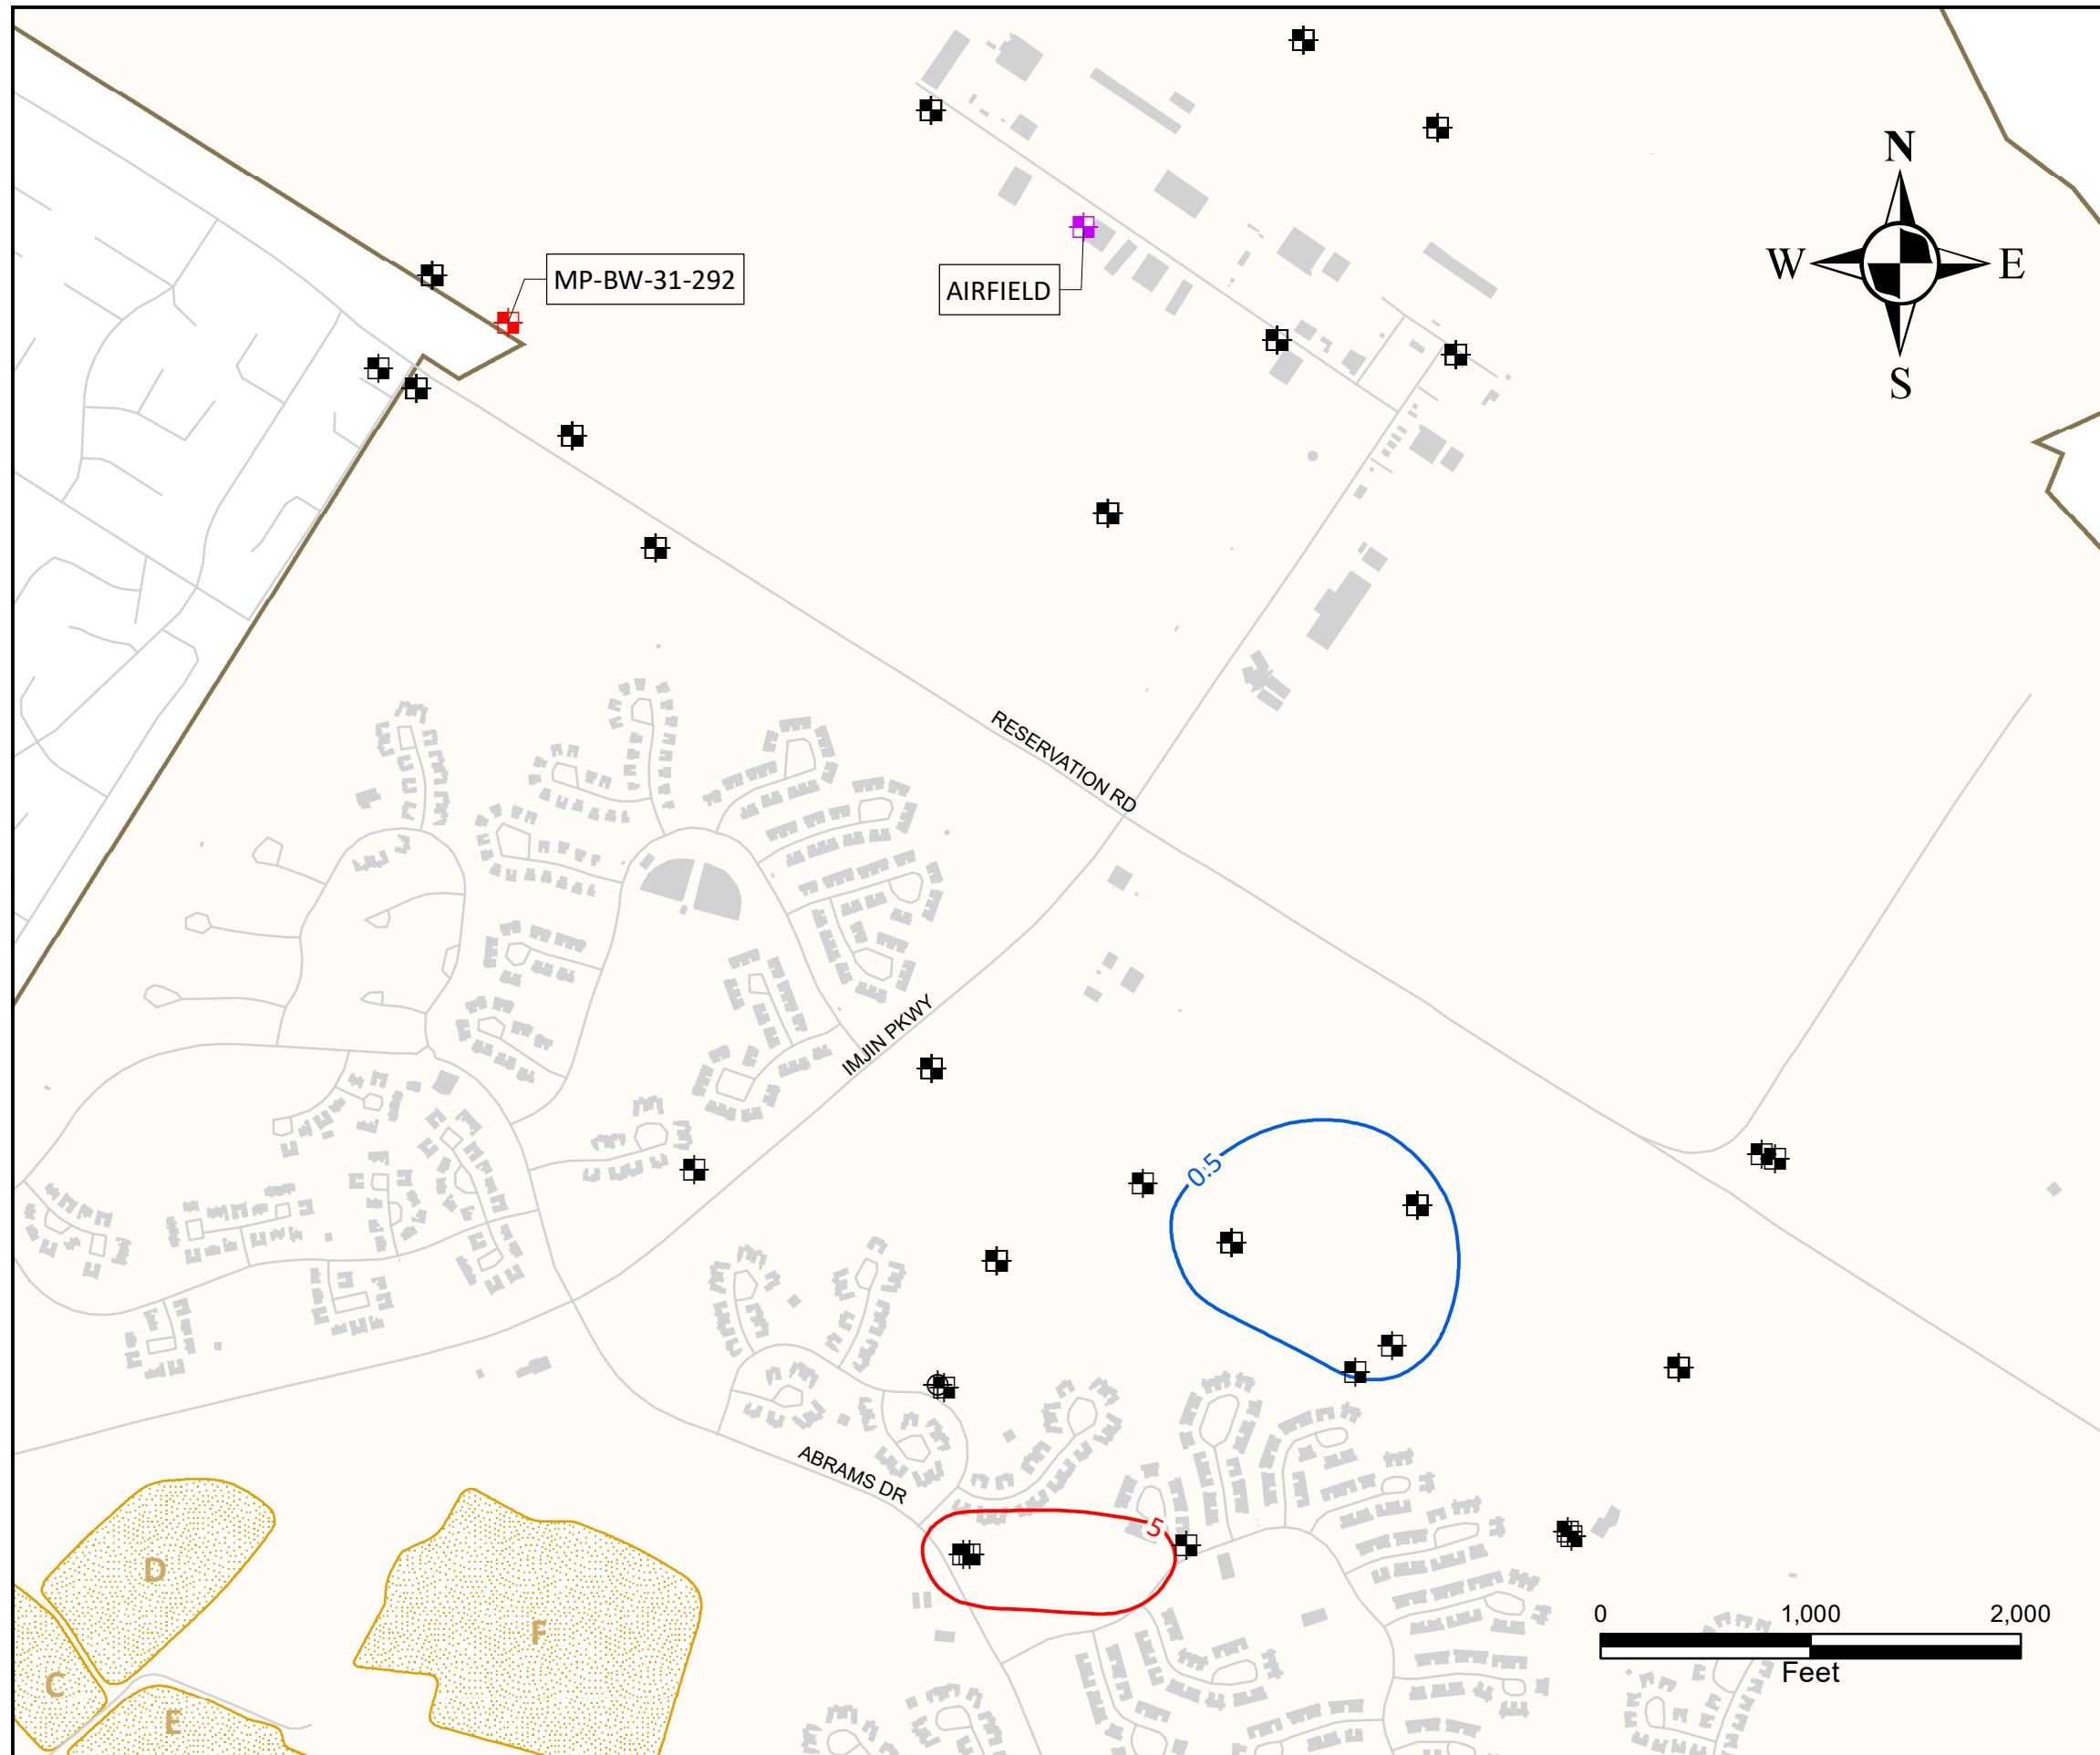 N
W
E
S
MP-BW-31-292
AIRFIELD
RESERVATION RD
IMJIN PKWY
0.5
ABRAMS DR
5
D
F
C
E
0 1,000 2,000
Feet